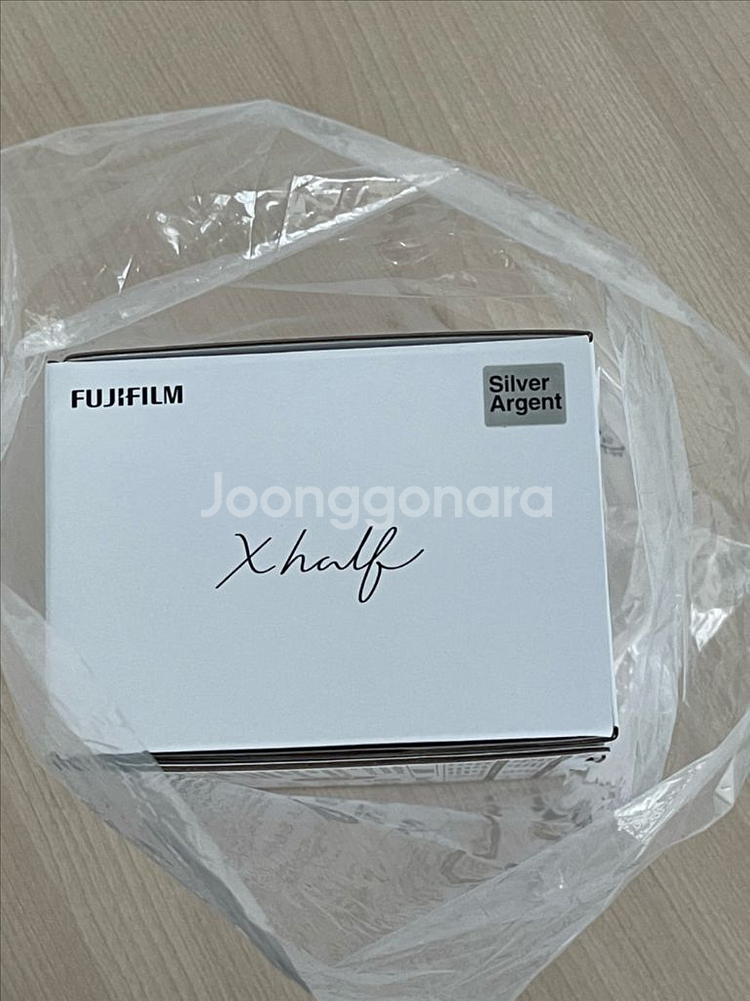 FUJIFILM
Silver
Argent
Joonggonara
X half